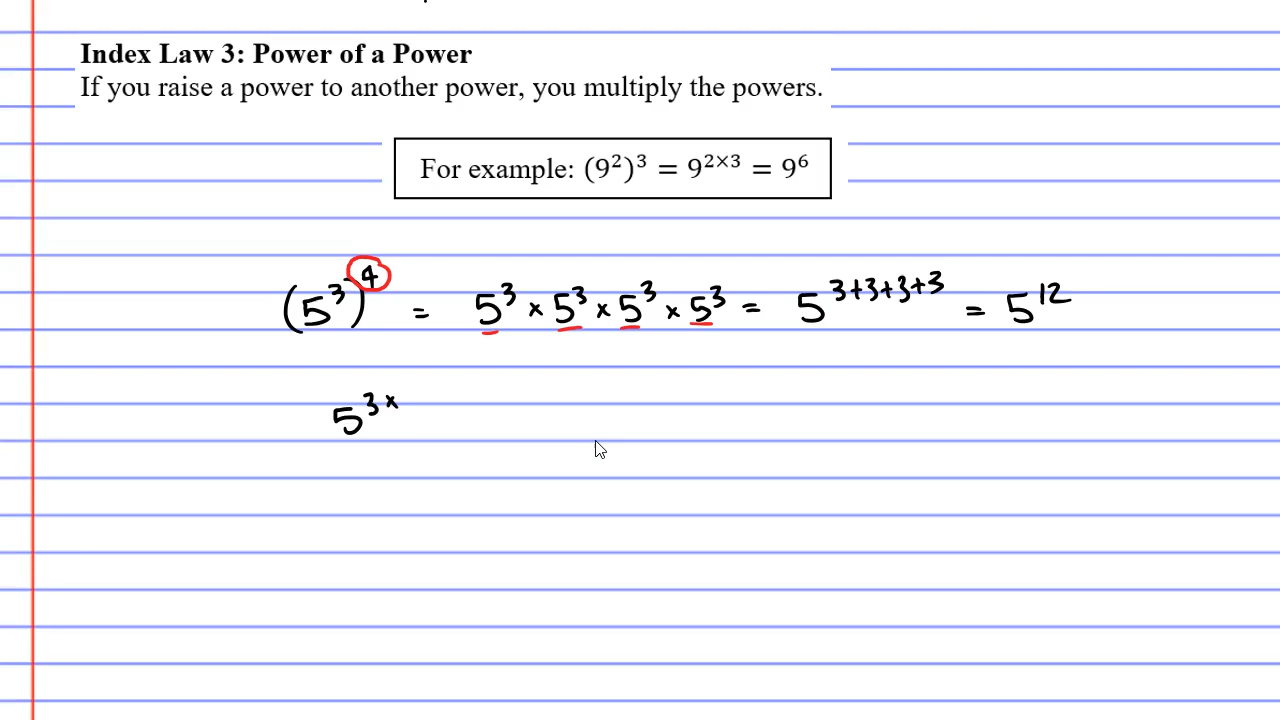 Index Law 3: Power of a Power
If you raise a power to another power, you multiply the powers.
For example: (9²)³ = 9²ˣ³ = 9⁶
(5³)⁴ = 5³ × 5³ × 5³ × 5³ = 5³⁺³⁺³⁺³ = 5¹²
5³ˣ